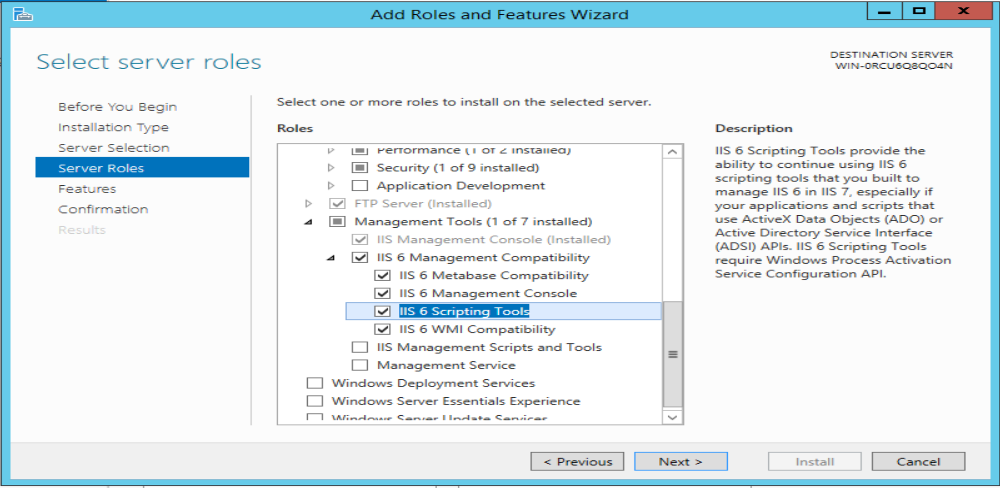 Add Roles and Features Wizard
Select server roles
DESTINATION SERVER
WIN-0RCU6Q8QO4N
Before You Begin
Installation Type
Server Selection
Server Roles
Features
Confirmation
Results
Select one or more roles to install on the selected server.
Roles
Performance (1 of 2 installed)
Security (1 of 9 installed)
Application Development
FTP Server (Installed)
Management Tools (1 of 7 installed)
IIS Management Console (Installed)
IIS 6 Management Compatibility
IIS 6 Metabase Compatibility
IIS 6 Management Console
IIS 6 Scripting Tools
IIS 6 WMI Compatibility
IIS Management Scripts and Tools
Management Service
Windows Deployment Services
Windows Server Essentials Experience
Windows Server Update Services
Description
IIS 6 Scripting Tools provide the
ability to continue using IIS 6
scripting tools that you built to
manage IIS 6 in IIS 7, especially if
your applications and scripts that
use ActiveX Data Objects (ADO) or
Active Directory Service Interface
(ADSI) APIs. IIS 6 Scripting Tools
require Windows Process Activation
Service Configuration API.
< Previous
Next >
Install
Cancel